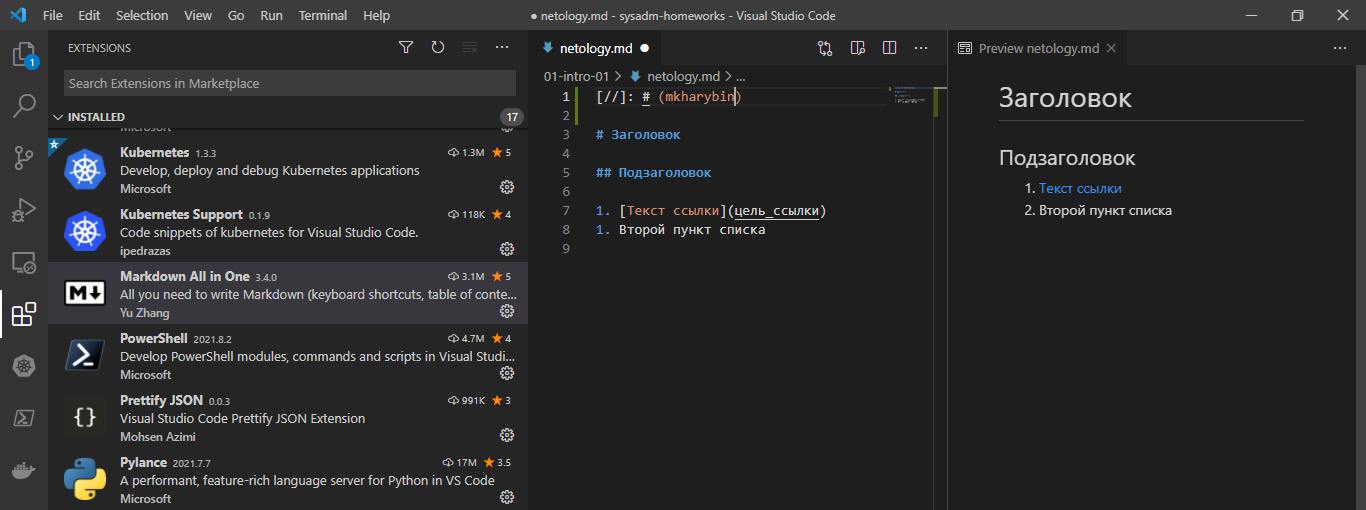 File Edit Selection View Go Run Terminal Help
● netology.md - sysadm-homeworks - Visual Studio Code
1
EXTENSIONS
Search Extensions in Marketplace
INSTALLED 17
Microsoft
Kubernetes 1.3.3 1.3M ★ 5
Develop, deploy and debug Kubernetes applications
Microsoft
Kubernetes Support 0.1.9 118K ★ 4
Code snippets of kubernetes for Visual Studio Code.
ipedrazas
Markdown All in One 3.4.0 3.1M ★ 5
All you need to write Markdown (keyboard shortcuts, table of conte...
Yu Zhang
PowerShell 2021.8.2 4.7M ★ 4
Develop PowerShell modules, commands and scripts in Visual Studi...
Microsoft
Prettify JSON 0.0.3 991K ★ 3
Visual Studio Code Prettify JSON Extension
Mohsen Azimi
Pylance 2021.7.7 17M ★ 3.5
A performant, feature-rich language server for Python in VS Code
Microsoft
netology.md ●
01-intro-01 > netology.md > ...
1 [//]: # (mkharybin)
2
3 # Заголовок
4
5 ## Подзаголовок
6
7 1. [Текст ссылки](цель_ссылки)
8 1. Второй пункт списка
9
Preview netology.md
Заголовок
Подзаголовок
1. Текст ссылки
2. Второй пункт списка